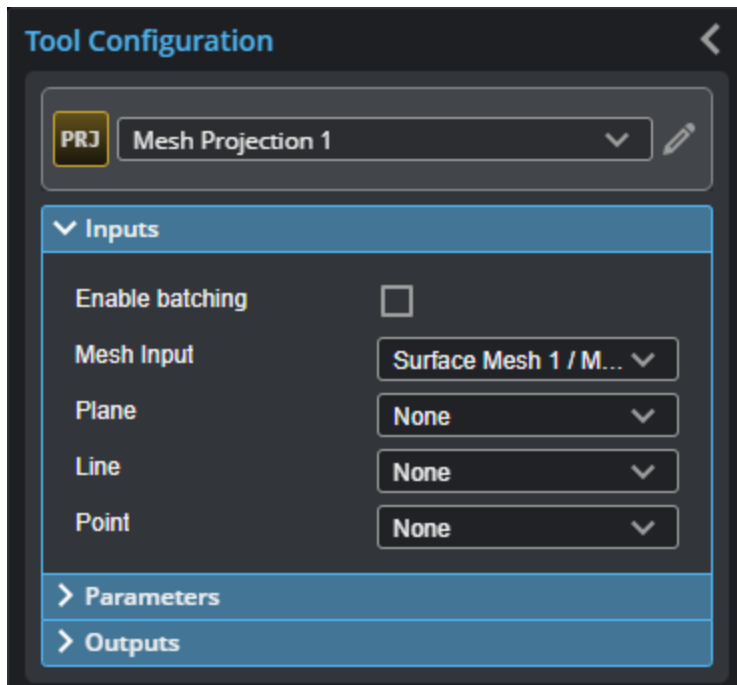 Tool Configuration
PRJ Mesh Projection 1
Inputs
Enable batching
Mesh Input Surface Mesh 1 / M...
Plane None
Line None
Point None
Parameters
Outputs